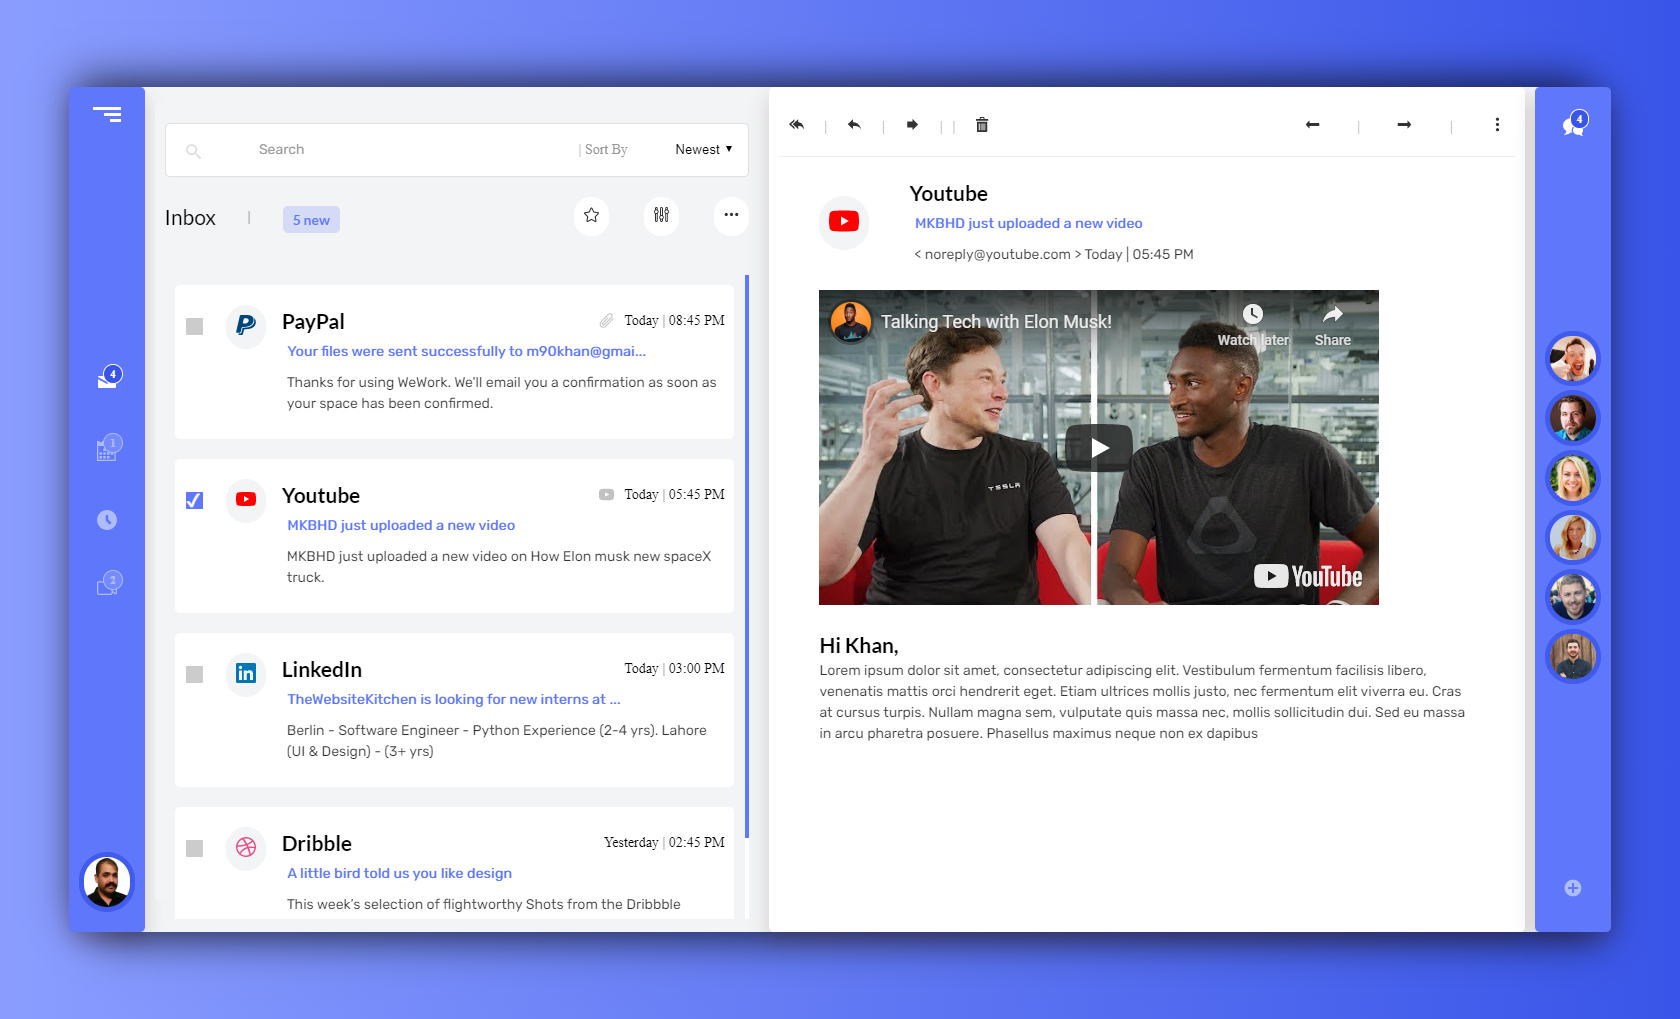 Search
| Sort By
Newest ▾
Inbox |
5 new
4
1
2
PayPal
Today | 08:45 PM
Your files were sent successfully to m90khan@gmai...
Thanks for using WeWork. We'll email you a confirmation as soon as
your space has been confirmed.
Youtube
Today | 05:45 PM
MKBHD just uploaded a new video
MKBHD just uploaded a new video on How Elon musk new spaceX
truck.
LinkedIn
Today | 03:00 PM
TheWebsiteKitchen is looking for new interns at ...
Berlin - Software Engineer - Python Experience (2-4 yrs). Lahore
(UI & Design) - (3+ yrs)
Dribble
Yesterday | 02:45 PM
A little bird told us you like design
This week's selection of flightworthy Shots from the Dribbble
Youtube
MKBHD just uploaded a new video
< noreply@youtube.com > Today | 05:45 PM
Talking Tech with Elon Musk!
Watch later
Share
TESLA
YouTube
Hi Khan,
Lorem ipsum dolor sit amet, consectetur adipiscing elit. Vestibulum fermentum facilisis libero,
venenatis mattis orci hendrerit eget. Etiam ultrices mollis justo, nec fermentum elit viverra eu. Cras
at cursus turpis. Nullam magna sem, vulputate quis massa nec, mollis sollicitudin dui. Sed eu massa
in arcu pharetra posuere. Phasellus maximus neque non ex dapibus
4